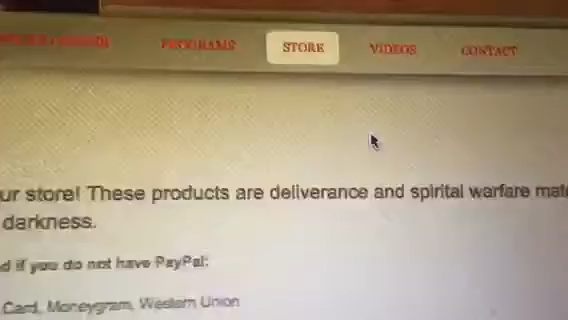 PROGRAMS STORE VIDEOS CONTACT
ur store! These products are deliverance and spirital warfare mat
darkness.
d if you do not have PayPal:
Card, Moneygram, Western Union